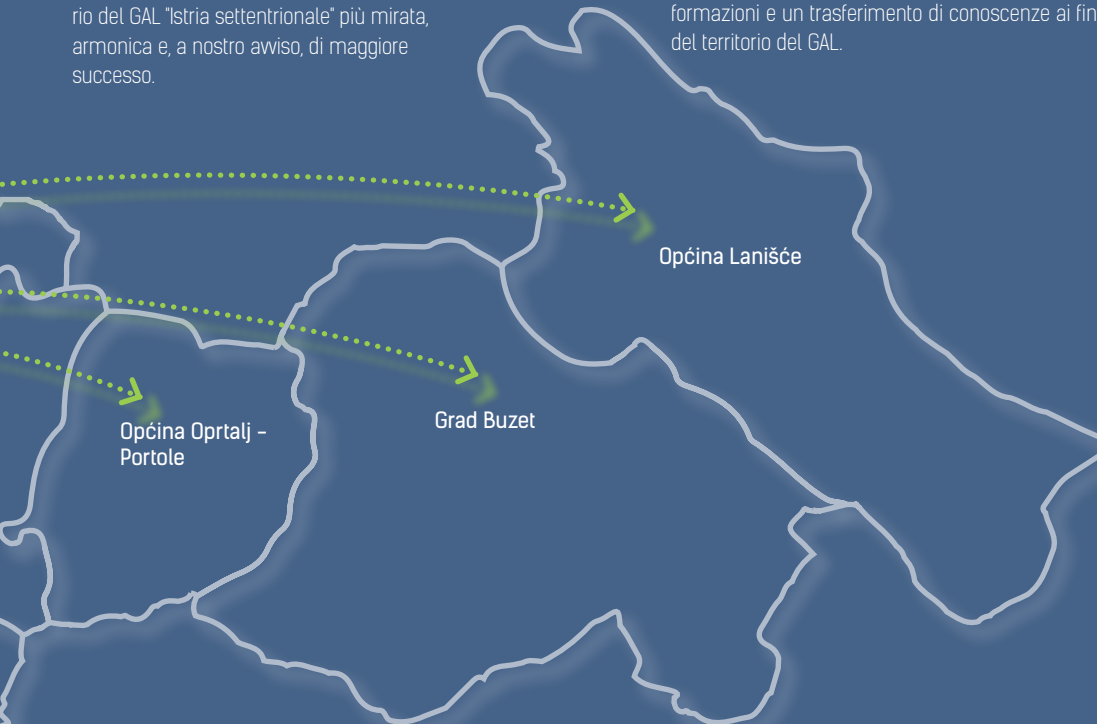 rio del GAL "Istria settentrionale" più mirata,
armonica e, a nostro avviso, di maggiore
successo.
formazioni e un trasferimento di conoscenze ai fin
del territorio del GAL.
Općina Lanišće
Grad Buzet
Općina Oprtalj –
Portole